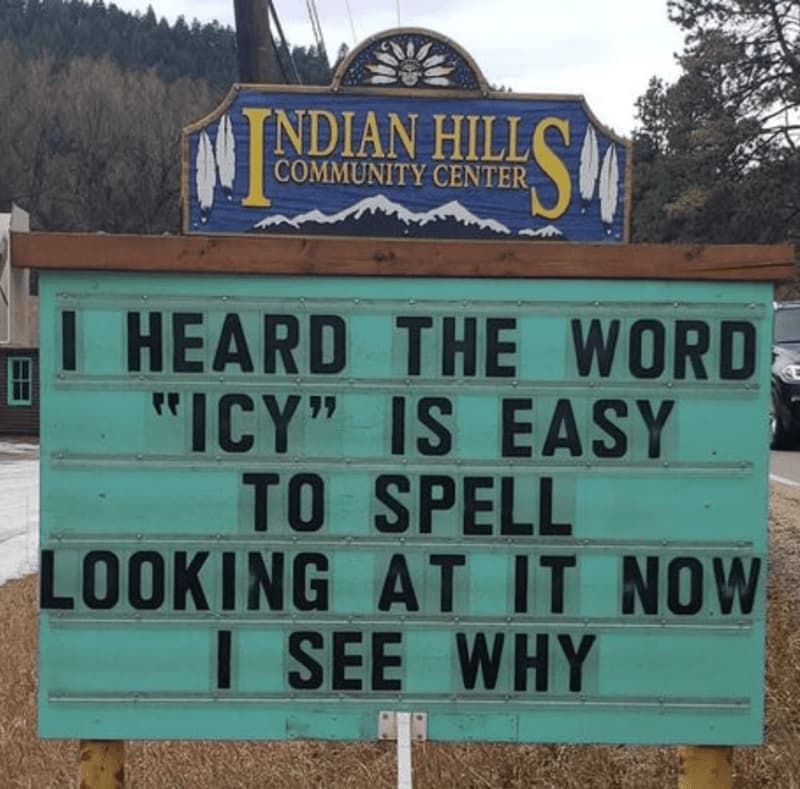 INDIAN HILLS
COMMUNITY CENTER
I HEARD THE WORD
"ICY" IS EASY
TO SPELL
LOOKING AT IT NOW
I SEE WHY